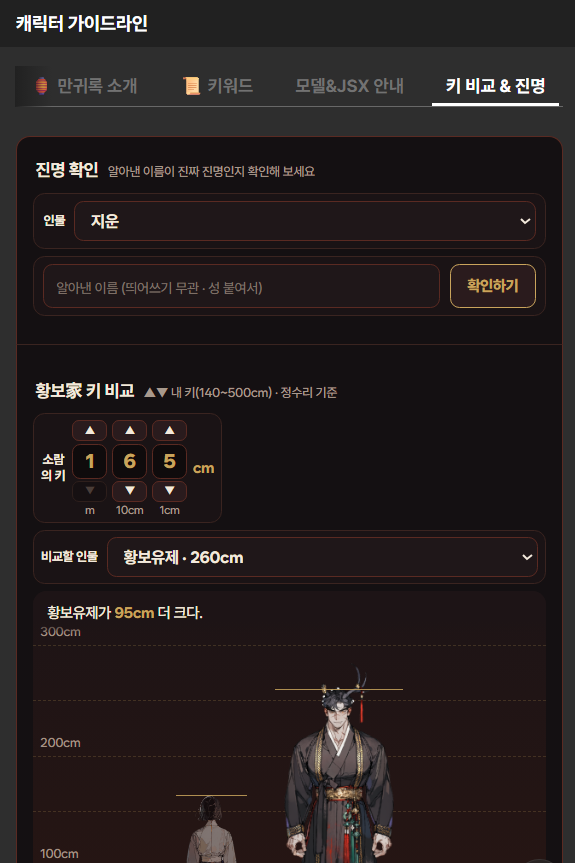 캐릭터 가이드라인
만귀록 소개 키워드 모델&JSX 안내 키 비교 & 진명
진명 확인 알아낸 이름이 진짜 진명인지 확인해 보세요
인물 지운
알아낸 이름 (띄어쓰기 무관 · 성 붙여서) 확인하기
황보家 키 비교 ▲▼ 내 키(140~500cm) · 정수리 기준
▲ ▲ ▲
소람
의 키 1 6 5 cm
▼ ▼ ▼
m 10cm 1cm
비교할 인물 황보유제 · 260cm
황보유제가 95cm 더 크다.
300cm
200cm
100cm